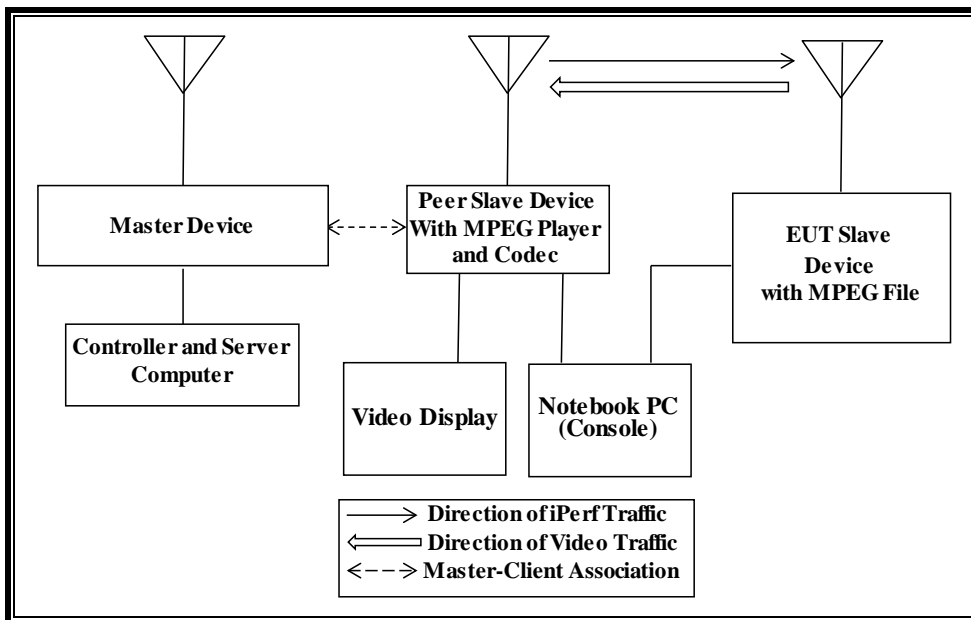 Master Device
Controller and Server
Computer
Peer Slave Device
With MPEG Player
and Codec
Video Display
Notebook PC
(Console)
EUT Slave
Device
with MPEG File
Direction of iPerf Traffic
Direction of Video Traffic
Master-Client Association